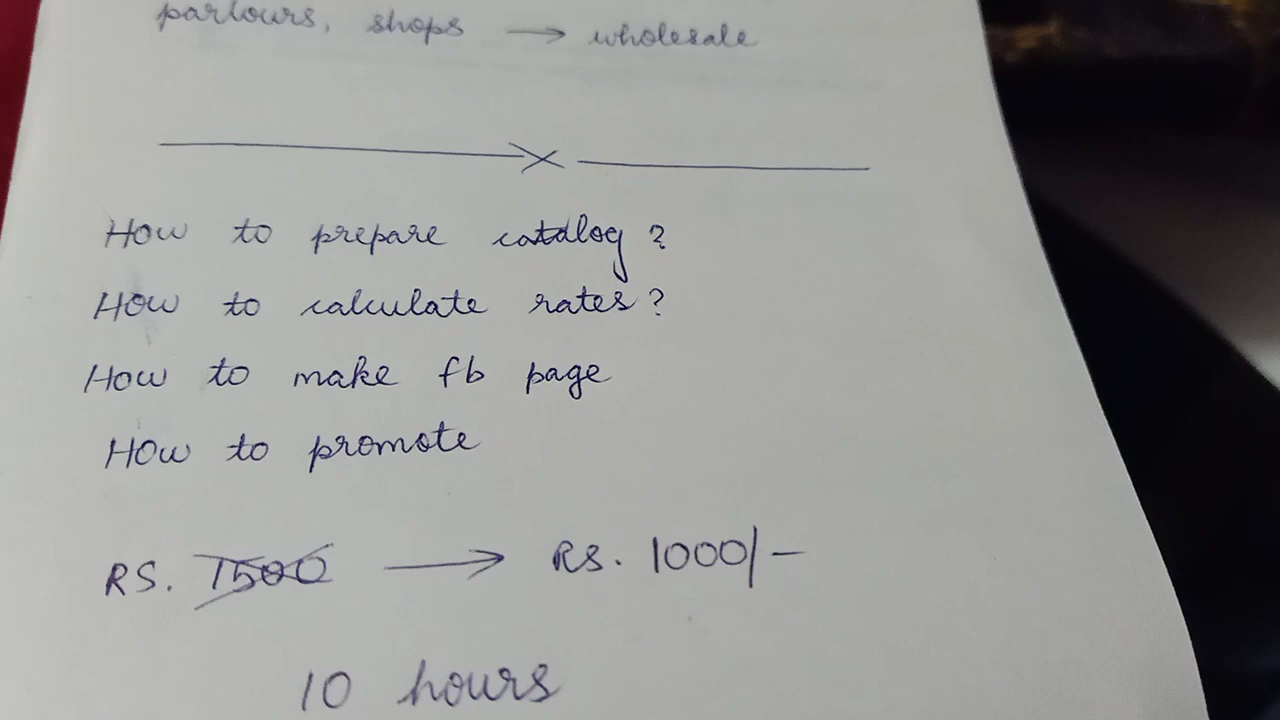 parlours, shops → wholesale
How to prepare catalog ?
How to calculate rates ?
How to make fb page
How to promote
RS. 1500 → RS. 1000/-
10 hours